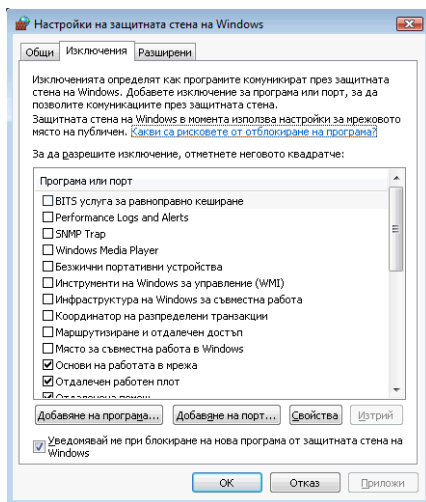 Настройки на защитната стена на Windows
Общи Изключения Разширени
Изключенията определят как програмите комуникират през защитната
стена на Windows. Добавете изключение за програма или порт, за да
позволите комуникациите през защитната стена.
Защитната стена на Windows в момента използва настройки за мрежовото
място на публичен. Какви са рисковете от отблокиране на програма?
За да разрешите изключение, отметнете неговото квадратче:
Програма или порт
BITS услуга за равноправно кеширане
Performance Logs and Alerts
SNMP Trap
Windows Media Player
Безжични портативни устройства
Инструменти на Windows за управление (WMI)
Инфраструктура на Windows за съвместна работа
Координатор на разпределени транзакции
Маршрутизиране и отдалечен достъп
Място за съвместна работа в Windows
Основи на работата в мрежа
Отдалечен работен плот
Отдалечена помощ
Добавяне на програма... Добавяне на порт... Свойства Изтрий
Уведомявай ме при блокиране на нова програма от защитната стена на
Windows
OK Отказ Приложи